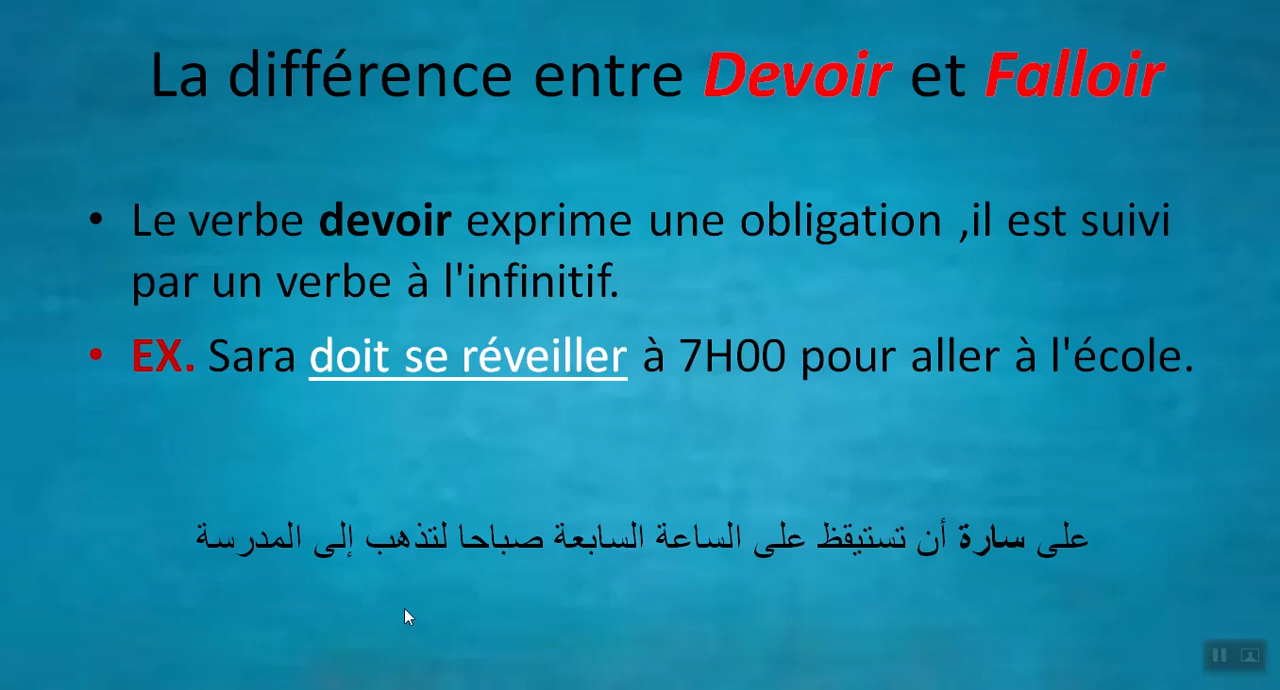 La différence entre Devoir et Falloir
• Le verbe devoir exprime une obligation ,il est suivi
par un verbe à l'infinitif.
• EX. Sara doit se réveiller à 7H00 pour aller à l'école.
على سارة أن تستيقظ على الساعة السابعة صباحا لتذهب إلى المدرسة